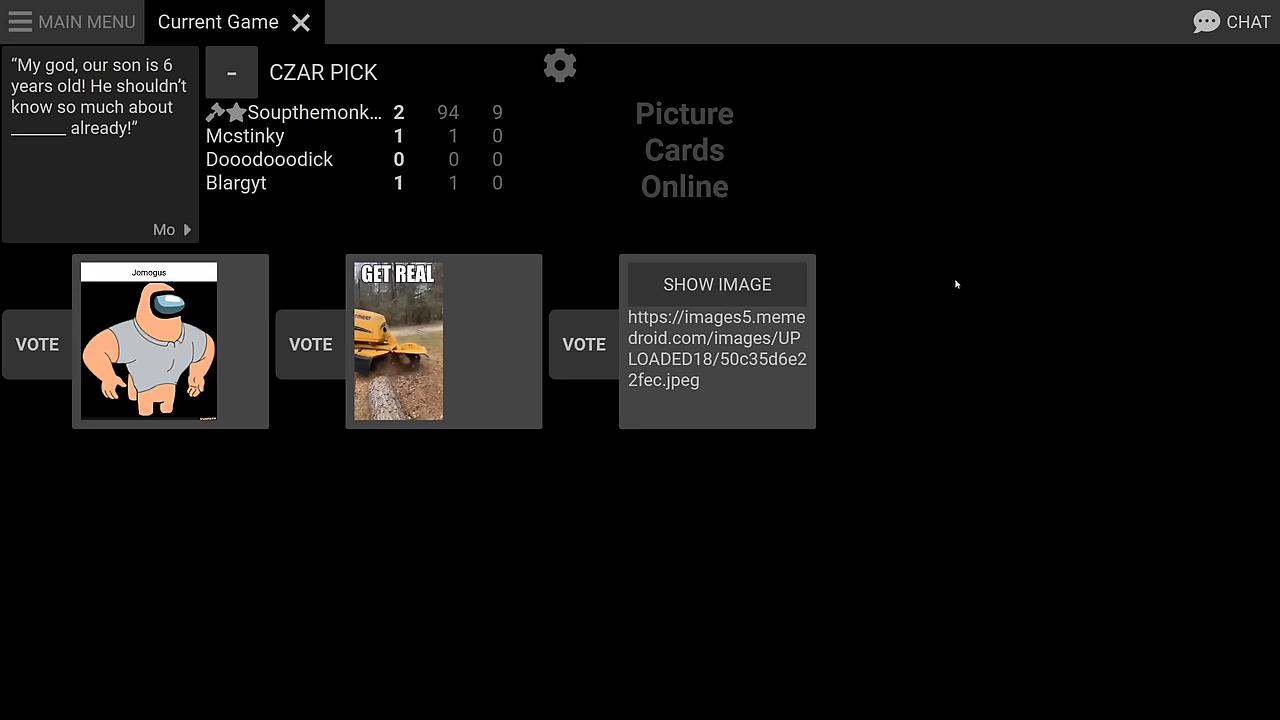 MAIN MENU
Current Game
CHAT
“My god, our son is 6
years old! He shouldn’t
know so much about
_______ already!”
Mo
-
CZAR PICK
Soupthemonk... 2 94 9
Mcstinky 1 1 0
Dooodooodick 0 0 0
Blargyt 1 1 0
Picture
Cards
Online
VOTE
Jomogus
VOTE
GET REAL
VOTE
SHOW IMAGE
https://images5.meme
droid.com/images/UP
LOADED18/50c35d6e2
2fec.jpeg